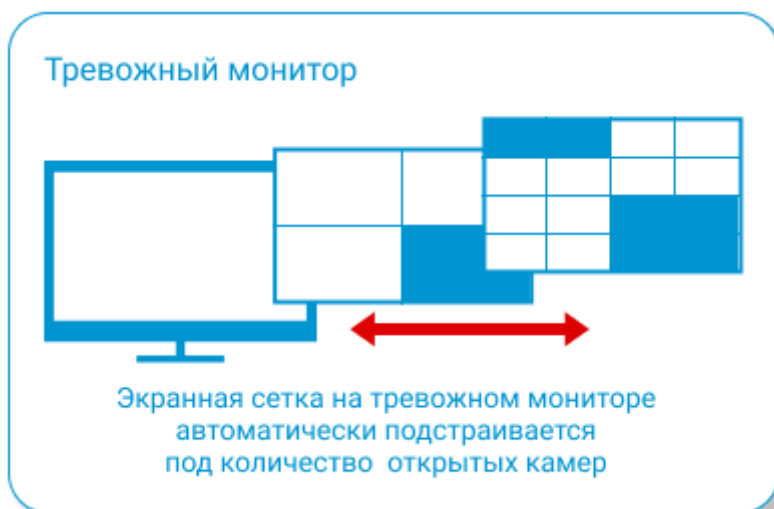 Тревожный монитор
Экранная сетка на тревожном мониторе
автоматически подстраивается
под количество открытых камер